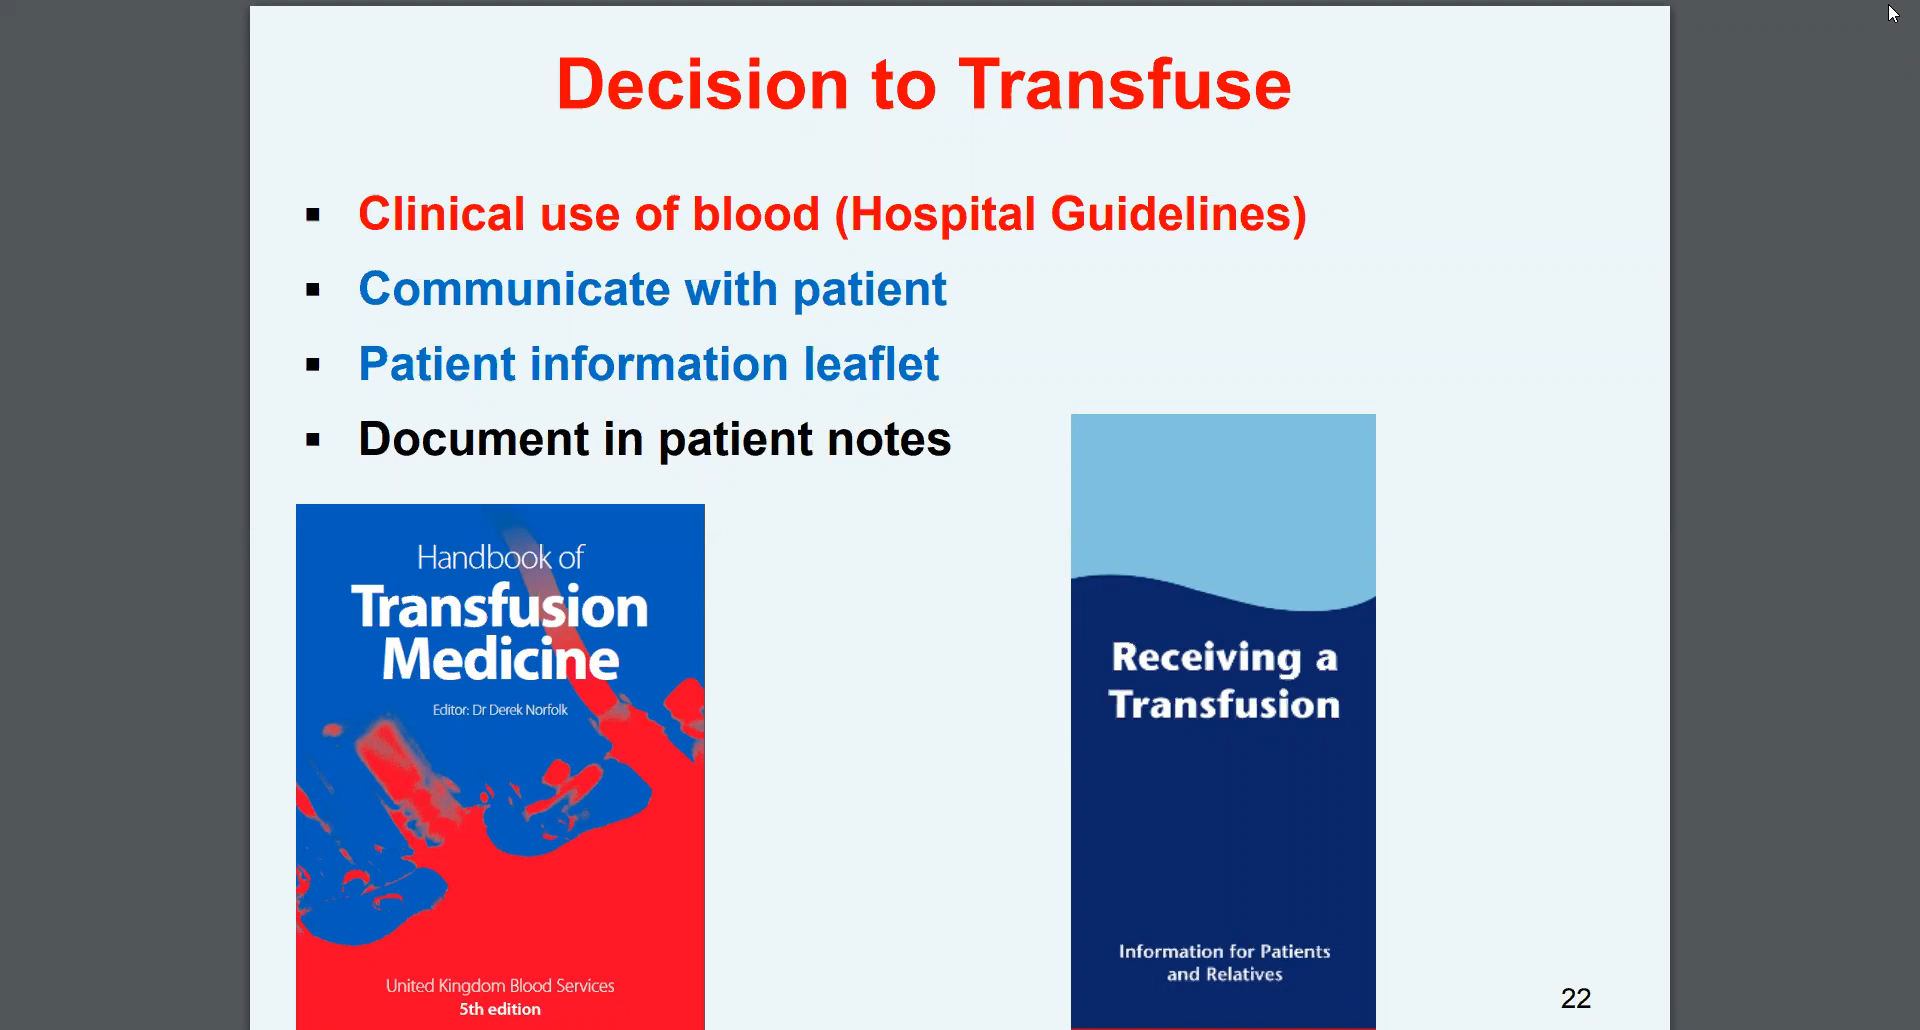 Decision to Transfuse
▪ Clinical use of blood (Hospital Guidelines)
▪ Communicate with patient
▪ Patient information leaflet
▪ Document in patient notes
Handbook of
Transfusion
Medicine
Editor: Dr Derek Norfolk
United Kingdom Blood Services
5th edition
Receiving a
Transfusion
Information for Patients
and Relatives
22